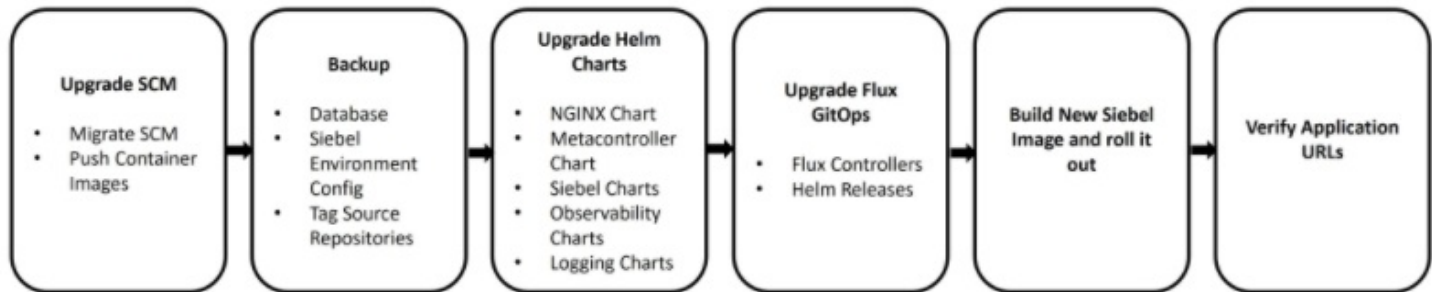 Upgrade SCM
• Migrate SCM
• Push Container
Images
Backup
• Database
• Siebel
Environment
Config
• Tag Source
Repositories
Upgrade Helm
Charts
• NGINX Chart
• Metacontroller
Chart
• Siebel Charts
• Observability
Charts
• Logging Charts
Upgrade Flux
GitOps
• Flux Controllers
• Helm Releases
Build New Siebel
Image and roll it
out
Verify Application
URLs